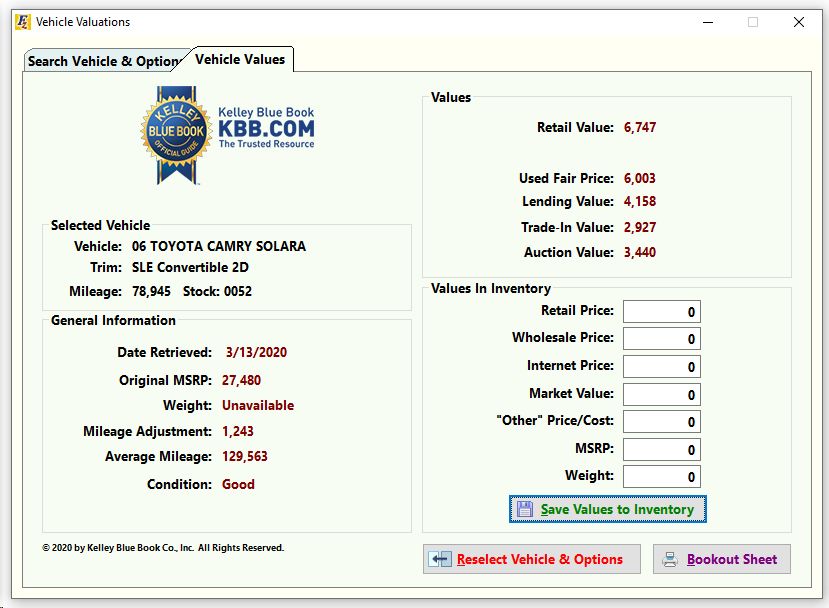 Vehicle Valuations
Search Vehicle & Option
Vehicle Values
KELLEY
BLUE BOOK
OFFICIAL GUIDE
Kelley Blue Book
KBB.COM
The Trusted Resource
Selected Vehicle
Vehicle: 06 TOYOTA CAMRY SOLARA
Trim: SLE Convertible 2D
Mileage: 78,945 Stock: 0052
General Information
Date Retrieved: 3/13/2020
Original MSRP: 27,480
Weight: Unavailable
Mileage Adjustment: 1,243
Average Mileage: 129,563
Condition: Good
© 2020 by Kelley Blue Book Co., Inc. All Rights Reserved.
Values
Retail Value: 6,747
Used Fair Price: 6,003
Lending Value: 4,158
Trade-In Value: 2,927
Auction Value: 3,440
Values In Inventory
Retail Price: 0
Wholesale Price: 0
Internet Price: 0
Market Value: 0
"Other" Price/Cost: 0
MSRP: 0
Weight: 0
Save Values to Inventory
Reselect Vehicle & Options
Bookout Sheet